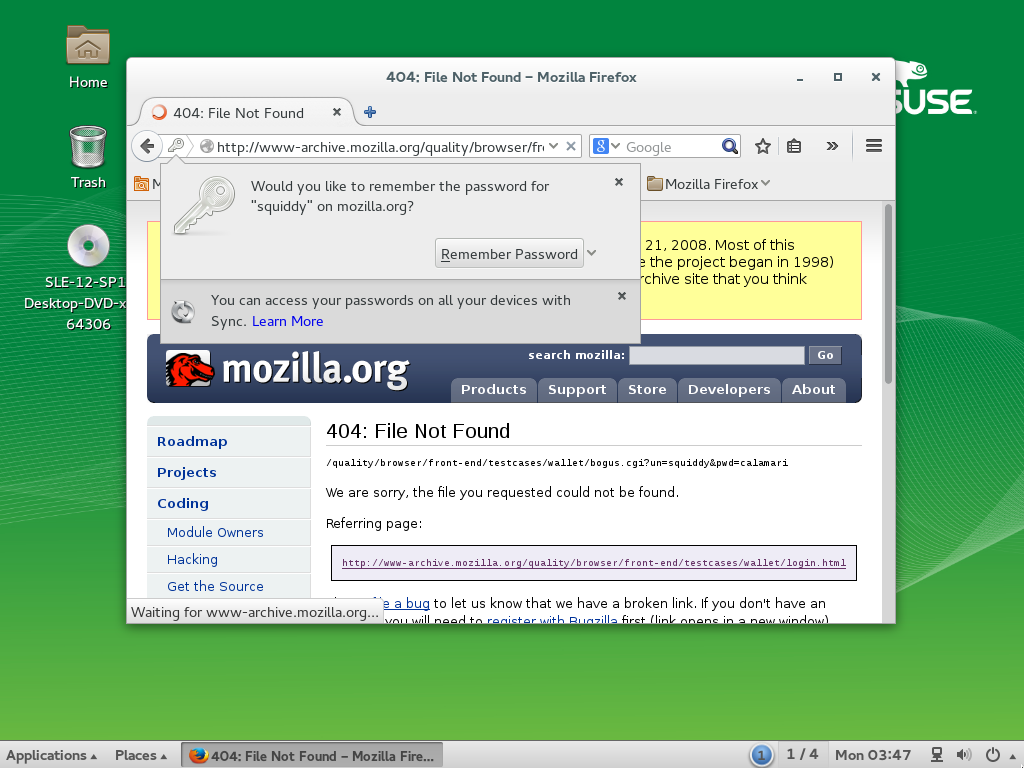 Home
Trash
SLE-12-SP1
Desktop-DVD-x
64306
SUSE
404: File Not Found – Mozilla Firefox
404: File Not Found
http://www-archive.mozilla.org/quality/browser/fr
Google
M
Mozilla Firefox
Would you like to remember the password for
"squiddy" on mozilla.org?
Remember Password
You can access your passwords on all your devices with
Sync. Learn More
21, 2008. Most of this
e the project began in 1998)
rchive site that you think
mozilla.org
search mozilla:
Go
Products
Support
Store
Developers
About
Roadmap
Projects
Coding
Module Owners
Hacking
Get the Source
404: File Not Found
/quality/browser/front-end/testcases/wallet/bogus.cgi?un=squiddy&pwd=calamari
We are sorry, the file you requested could not be found.
Referring page:
http://www-archive.mozilla.org/quality/browser/front-end/testcases/wallet/login.html
e a bug to let us know that we have a broken link. If you don't have an
you will need to register with Bugzilla first (link opens in a new window)
Waiting for www-archive.mozilla.org...
Applications
Places
404: File Not Found – Mozilla Fire...
1
1 / 4
Mon 03:47